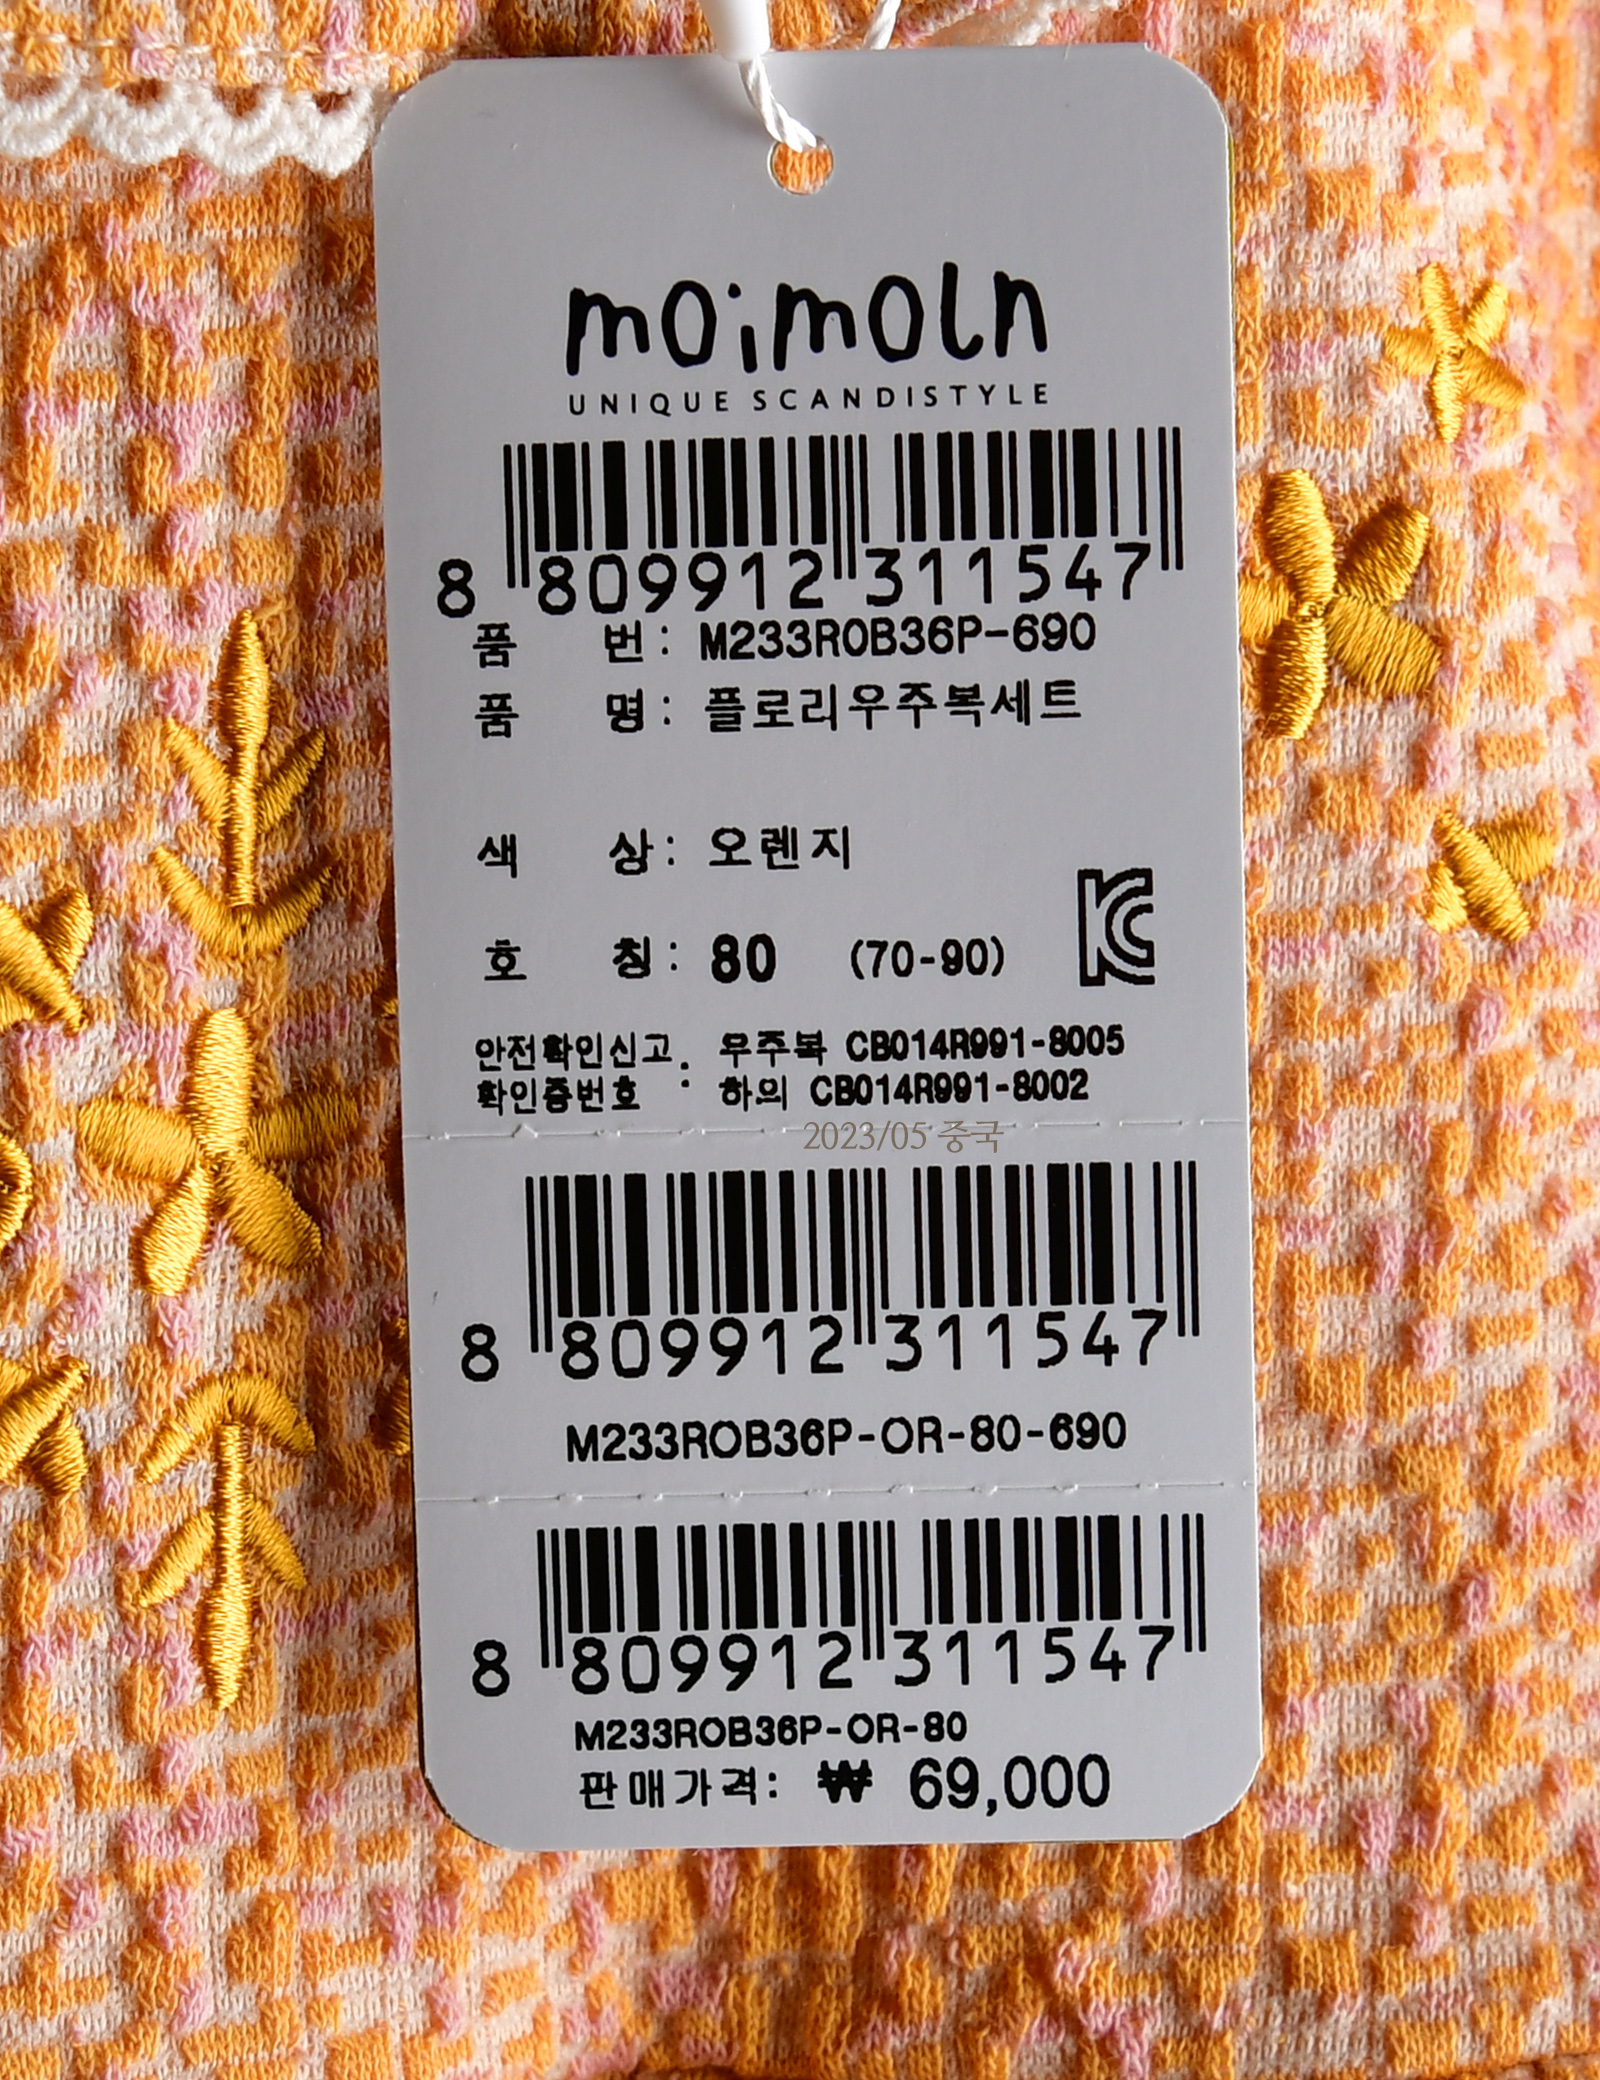 moimoln
UNIQUE SCANDISTYLE
8 809912 311547
품 번: M233ROB36P-690
품 명: 플로리우주복세트
색 상: 오렌지
호 칭: 80 (70-90)
KC
안전확인신고 확인증번호 : 우주복 CB014R991-8005
하의 CB014R991-8002
2023/05 중국
8 809912 311547
M233ROB36P-OR-80-690
8 809912 311547
M233ROB36P-OR-80
판매가격: ₩ 69,000